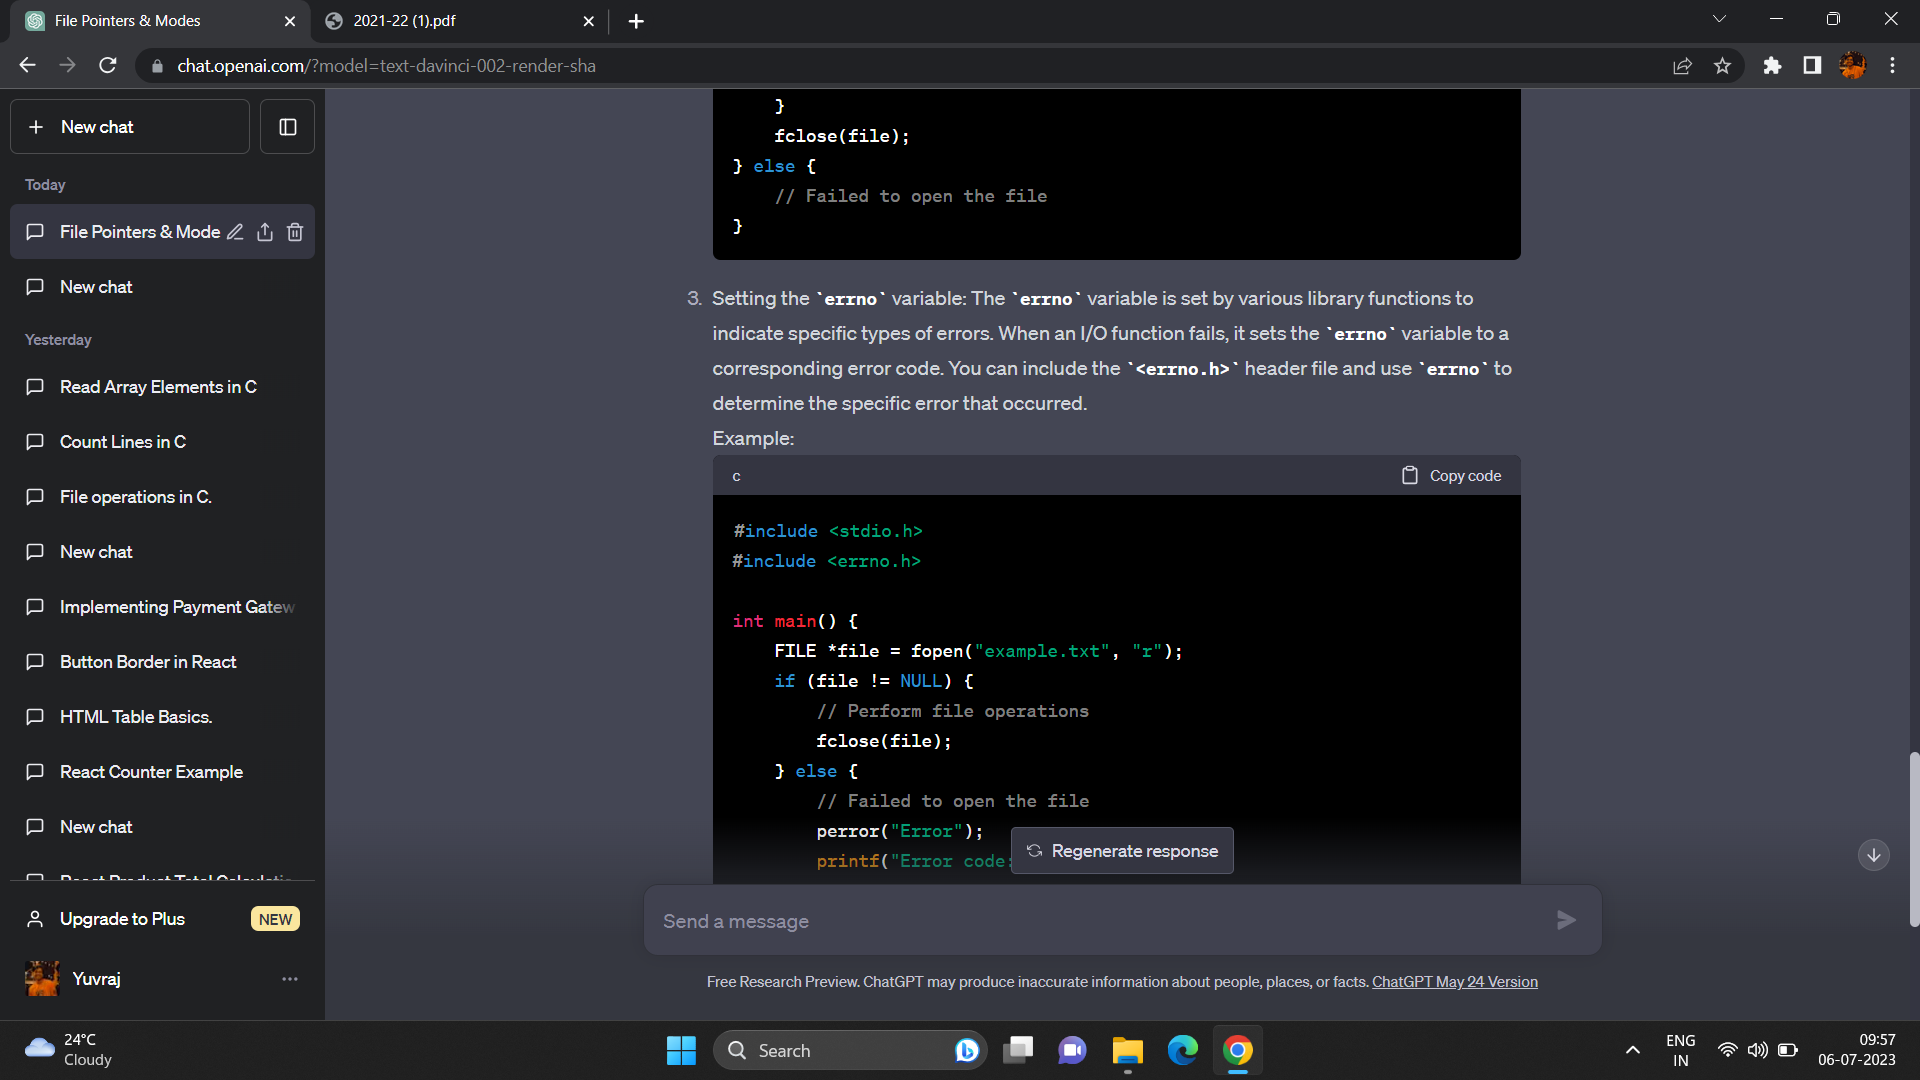 File Pointers & Modes
2021-22 (1).pdf
chat.openai.com/?model=text-davinci-002-render-sha
New chat
Today
File Pointers & Mode
New chat
Yesterday
Read Array Elements in C
Count Lines in C
File operations in C.
New chat
Implementing Payment Gatew
Button Border in React
HTML Table Basics.
React Counter Example
New chat
Upgrade to Plus NEW
Yuvraj
}
fclose(file);
} else {
// Failed to open the file
}
3. Setting the `errno` variable: The `errno` variable is set by various library functions to
indicate specific types of errors. When an I/O function fails, it sets the `errno` variable to a
corresponding error code. You can include the `<errno.h>` header file and use `errno` to
determine the specific error that occurred.
Example:
c Copy code
#include <stdio.h>
#include <errno.h>
int main() {
FILE *file = fopen("example.txt", "r");
if (file != NULL) {
// Perform file operations
fclose(file);
} else {
// Failed to open the file
perror("Error");
printf("Error code:
Regenerate response
Send a message
Free Research Preview. ChatGPT may produce inaccurate information about people, places, or facts. ChatGPT May 24 Version
24°C
Cloudy
Search
ENG
IN
09:57
06-07-2023